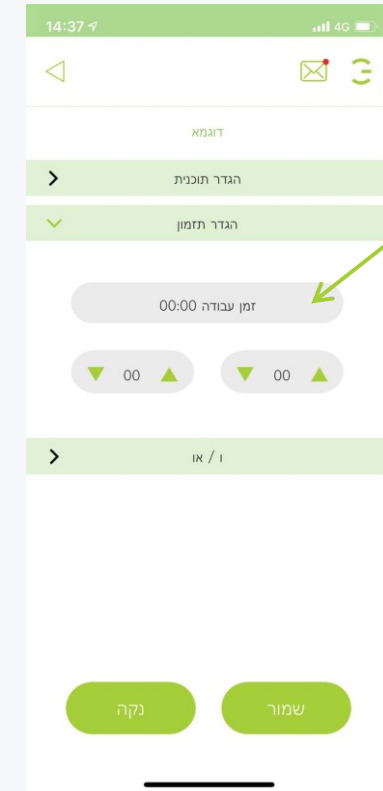 14:37 4G
דוגמא
הגדר תוכנית
הגדר תזמון
זמן עבודה 00:00
00 00
ו / או
שמור נקה